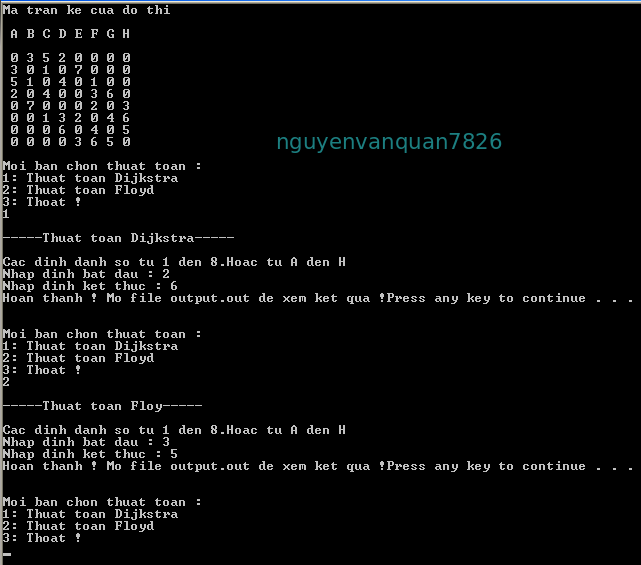 Ma tran ke cua do thi
A B C D E F G H
0 3 5 2 0 0 0 0
3 0 1 0 7 0 0 0
5 1 0 4 0 1 0 0
2 0 4 0 0 3 6 0
0 7 0 0 0 2 0 3
0 0 1 3 2 0 4 6
0 0 0 6 0 4 0 5
0 0 0 0 3 6 5 0
nguyenvanquan7826
Moi ban chon thuat toan :
1: Thuat toan Dijkstra
2: Thuat toan Floyd
3: Thoat !
1
-----Thuat toan Dijkstra-----
Cac dinh danh so tu 1 den 8.Hoac tu A den H
Nhap dinh bat dau : 2
Nhap dinh ket thuc : 6
Hoan thanh ! Mo file output.out de xem ket qua !Press any key to continue . . .
Moi ban chon thuat toan :
1: Thuat toan Dijkstra
2: Thuat toan Floyd
3: Thoat !
2
-----Thuat toan Floy-----
Cac dinh danh so tu 1 den 8.Hoac tu A den H
Nhap dinh bat dau : 3
Nhap dinh ket thuc : 5
Hoan thanh ! Mo file output.out de xem ket qua !Press any key to continue . . .
Moi ban chon thuat toan :
1: Thuat toan Dijkstra
2: Thuat toan Floyd
3: Thoat !